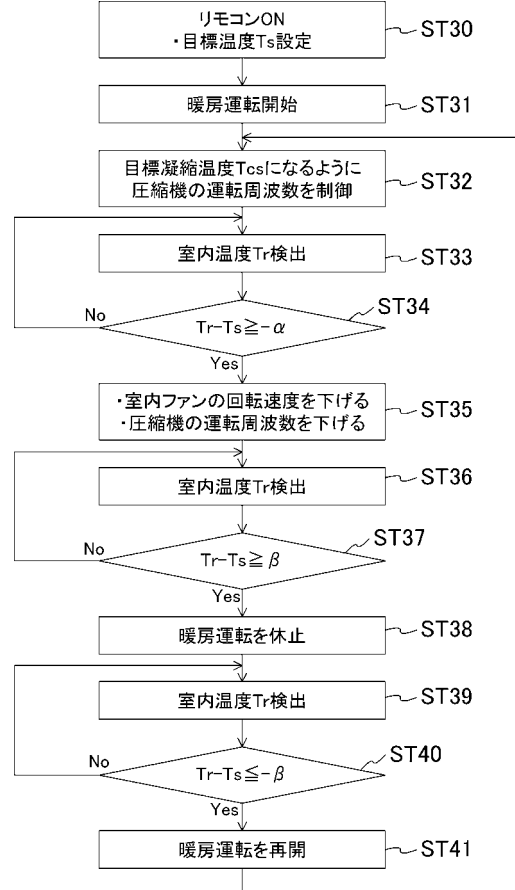 リモコンON
・目標温度Ts設定
ST30
暖房運転開始
ST31
目標凝縮温度Tcsになるように
圧縮機の運転周波数を制御
ST32
室内温度Tr検出
ST33
Tr-Ts≧-α
ST34
No
Yes
・室内ファンの回転速度を下げる
・圧縮機の運転周波数を下げる
ST35
室内温度Tr検出
ST36
Tr-Ts≧β
ST37
No
Yes
暖房運転を休止
ST38
室内温度Tr検出
ST39
Tr-Ts≦-β
ST40
No
Yes
暖房運転を再開
ST41